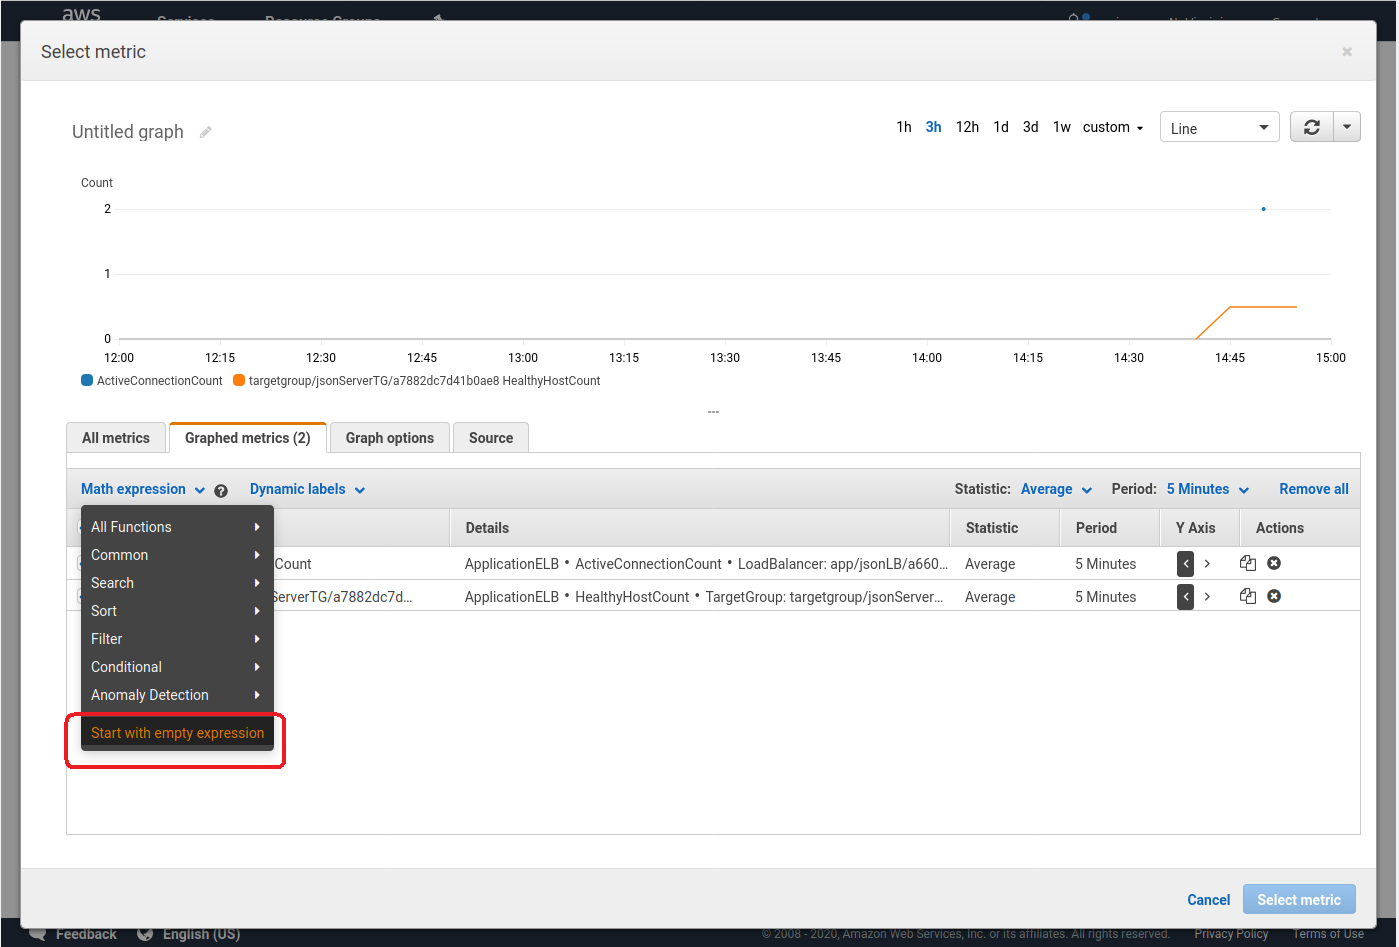 aws
Services
Resource Groups
Select metric
Untitled graph
1h 3h 12h 1d 3d 1w custom
Line
Count
2
1
0
12:00 12:15 12:30 12:45 13:00 13:15 13:30 13:45 14:00 14:15 14:30 14:45 15:00
ActiveConnectionCount targetgroup/jsonServerTG/a7882dc7d41b0ae8 HealthyHostCount
All metrics Graphed metrics (2) Graph options Source
Math expression Dynamic labels Statistic: Average Period: 5 Minutes Remove all
Details Statistic Period Y Axis Actions
Count ApplicationELB • ActiveConnectionCount • LoadBalancer: app/jsonLB/a660... Average 5 Minutes
ServerTG/a7882dc7d... ApplicationELB • HealthyHostCount • TargetGroup: targetgroup/jsonServer... Average 5 Minutes
All Functions
Common
Search
Sort
Filter
Conditional
Anomaly Detection
Start with empty expression
Cancel Select metric
Feedback English (US) © 2008 - 2020, Amazon Web Services, Inc. or its affiliates. All rights reserved. Privacy Policy Terms of Use